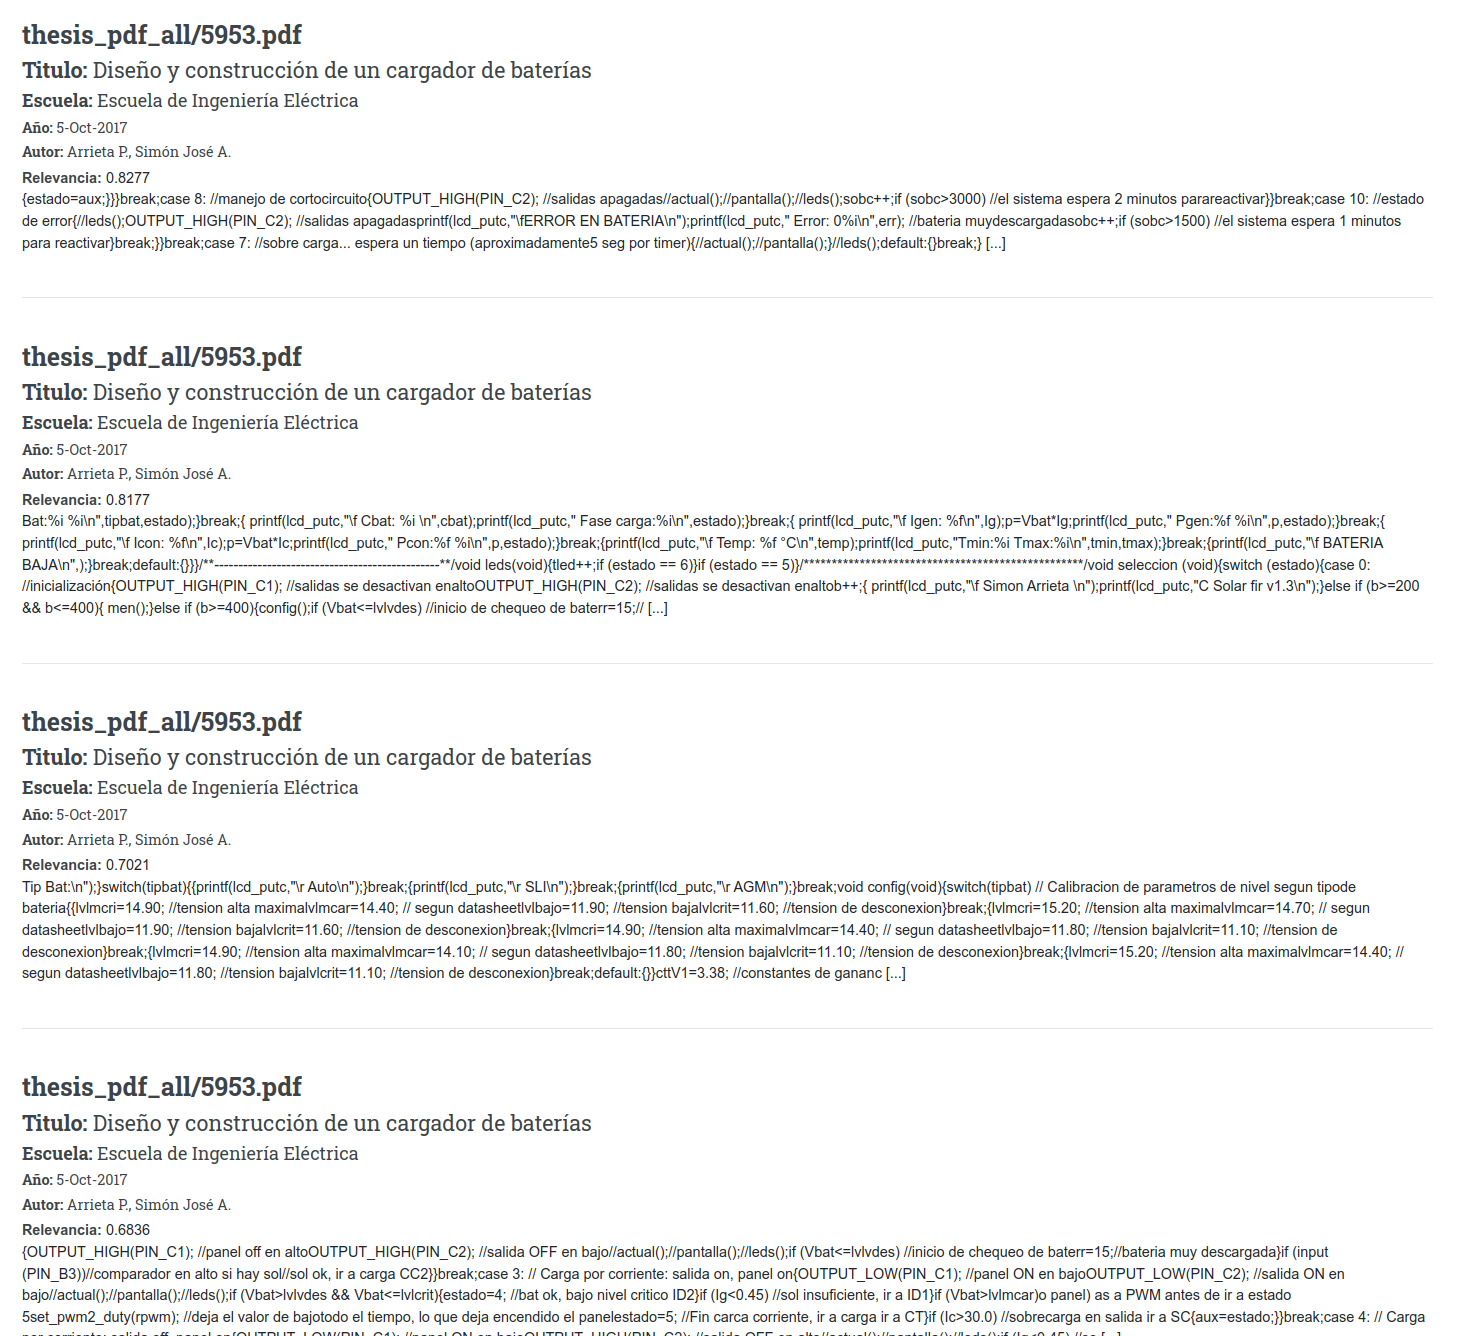 thesis_pdf_all/5953.pdf
Titulo: Diseño y construcción de un cargador de baterías
Escuela: Escuela de Ingeniería Eléctrica
Año: 5-Oct-2017
Autor: Arrieta P., Simón José A.
Relevancia: 0.8277
{estado=aux;}}}break;case 8: //manejo de cortocircuito{OUTPUT_HIGH(PIN_C2); //salidas apagadas//actual();//pantalla();//leds();sobc++;if (sobc>3000) //el sistema espera 2 minutos parareactivar}}break;case 10: //estado
de error{//leds();OUTPUT_HIGH(PIN_C2); //salidas apagadasprintf(lcd_putc,"\fERROR EN BATERIA\n");printf(lcd_putc," Error: 0%i\n",err); //bateria muydescargadasobc++;if (sobc>1500) //el sistema espera 1 minutos
para reactivar}break;}}break;case 7: //sobre carga... espera un tiempo (aproximadamente5 seg por timer){//actual();//pantalla();}//leds();default:{}break;} [...]
thesis_pdf_all/5953.pdf
Titulo: Diseño y construcción de un cargador de baterías
Escuela: Escuela de Ingeniería Eléctrica
Año: 5-Oct-2017
Autor: Arrieta P., Simón José A.
Relevancia: 0.8177
Bat:%i %i\n",tipbat,estado);}break;{ printf(lcd_putc,"\f Cbat: %i \n",cbat);printf(lcd_putc," Fase carga:%i\n",estado);}break;{ printf(lcd_putc,"\f Igen: %f\n",Ig);p=Vbat*Ig;printf(lcd_putc," Pgen:%f %i\n",p,estado);}break;{
printf(lcd_putc,"\f Icon: %f\n",Ic);p=Vbat*Ic;printf(lcd_putc," Pcon:%f %i\n",p,estado);}break;{printf(lcd_putc,"\f Temp: %f °C\n",temp);printf(lcd_putc,"Tmin:%i Tmax:%i\n",tmin,tmax);}break;{printf(lcd_putc,"\f BATERIA
BAJA\n",);}break;default:{}}}/**-----------------------------------------------**/void leds(void){tled++;if (estado == 6)}if (estado == 5)}/**************************************************/void seleccion (void){switch (estado){case 0:
//inicialización{OUTPUT_HIGH(PIN_C1); //salidas se desactivan enaltoOUTPUT_HIGH(PIN_C2); //salidas se desactivan enaltob++;{ printf(lcd_putc,"\f Simon Arrieta \n");printf(lcd_putc,"C Solar fir v1.3\n");}else if (b>=200
&& b<=400){ men();}else if (b>=400){config();if (Vbat<=lvlvdes) //inicio de chequeo de baterr=15;// [...]
thesis_pdf_all/5953.pdf
Titulo: Diseño y construcción de un cargador de baterías
Escuela: Escuela de Ingeniería Eléctrica
Año: 5-Oct-2017
Autor: Arrieta P., Simón José A.
Relevancia: 0.7021
Tip Bat:\n");}switch(tipbat){{printf(lcd_putc,"\r Auto\n");}break;{printf(lcd_putc,"\r SLI\n");}break;{printf(lcd_putc,"\r AGM\n");}break;void config(void){switch(tipbat) // Calibracion de parametros de nivel segun tipode
bateria{{lvlmcri=14.90; //tension alta maximalvlmcar=14.40; // segun datasheetlvlbajo=11.90; //tension bajalvlcrit=11.60; //tension de desconexion}break;{lvlmcri=15.20; //tension alta maximalvlmcar=14.70; // segun
datasheetlvlbajo=11.90; //tension bajalvlcrit=11.60; //tension de desconexion}break;{lvlmcri=14.90; //tension alta maximalvlmcar=14.40; // segun datasheetlvlbajo=11.80; //tension bajalvlcrit=11.10; //tension de
desconexion}break;{lvlmcri=14.90; //tension alta maximalvlmcar=14.10; // segun datasheetlvlbajo=11.80; //tension bajalvlcrit=11.10; //tension de desconexion}break;{lvlmcri=15.20; //tension alta maximalvlmcar=14.40; //
segun datasheetlvlbajo=11.80; //tension bajalvlcrit=11.10; //tension de desconexion}break;default:{}}cttV1=3.38; //constantes de gananc [...]
thesis_pdf_all/5953.pdf
Titulo: Diseño y construcción de un cargador de baterías
Escuela: Escuela de Ingeniería Eléctrica
Año: 5-Oct-2017
Autor: Arrieta P., Simón José A.
Relevancia: 0.6836
{OUTPUT_HIGH(PIN_C1); //panel off en altoOUTPUT_HIGH(PIN_C2); //salida OFF en bajo//actual();//pantalla();//leds();if (Vbat<=lvlvdes) //inicio de chequeo de baterr=15;//bateria muy descargada}if (input
(PIN_B3))//comparador en alto si hay sol//sol ok, ir a carga CC2}}break;case 3: // Carga por corriente: salida on, panel on{OUTPUT_LOW(PIN_C1); //panel ON en bajoOUTPUT_LOW(PIN_C2); //salida ON en
bajo//actual();//pantalla();//leds();if (Vbat>lvlvdes && Vbat<=lvlcrit){estado=4; //bat ok, bajo nivel critico ID2}if (Ig<0.45) //sol insuficiente, ir a ID1}if (Vbat>lvlmcar)o panel) as a PWM antes de ir a estado
5set_pwm2_duty(rpwm); //deja el valor de bajotodo el tiempo, lo que deja encendido el panelestado=5; //Fin carca corriente, ir a carga ir a CT}if (Ic>30.0) //sobrecarga en salida ir a SC{aux=estado;}}break;case 4: // Carga